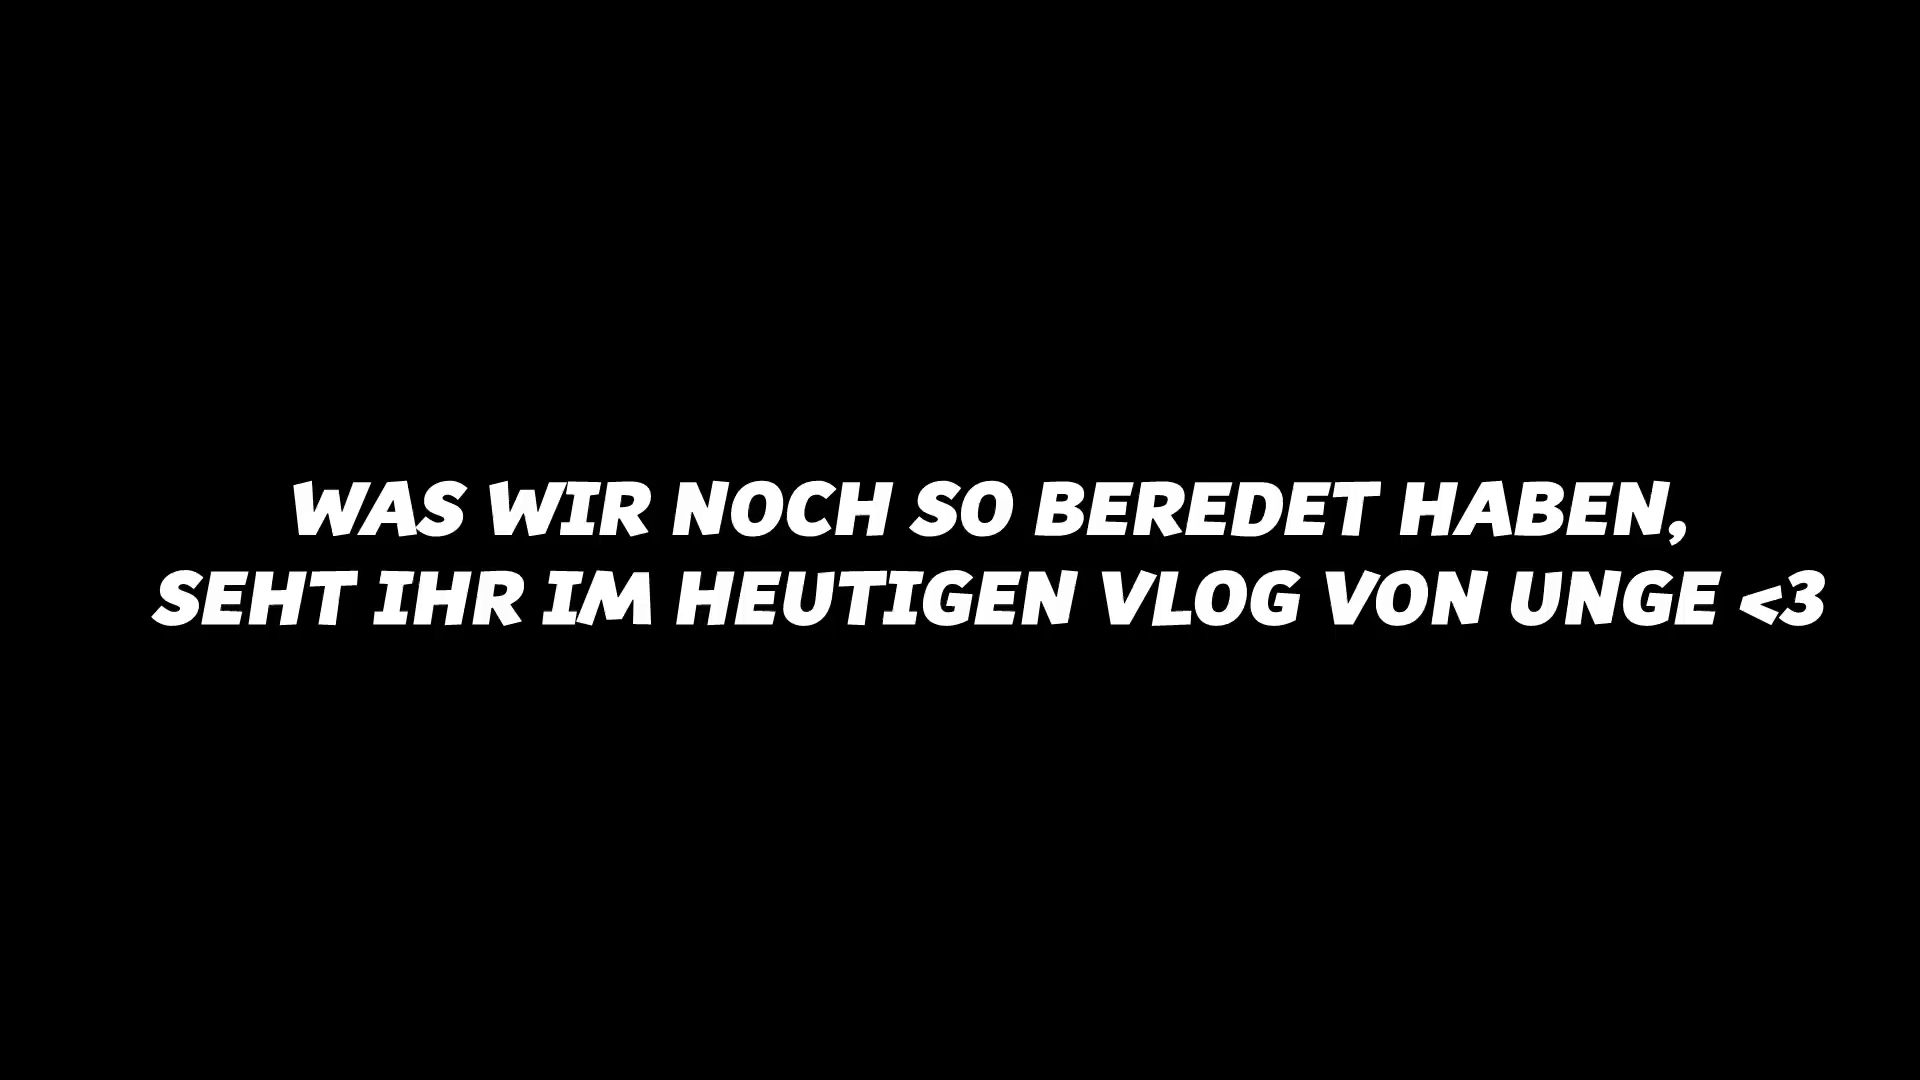 WAS WIR NOCH SO BEREDET HABEN,
SEHT IHR IM HEUTIGEN VLOG VON UNGE <3